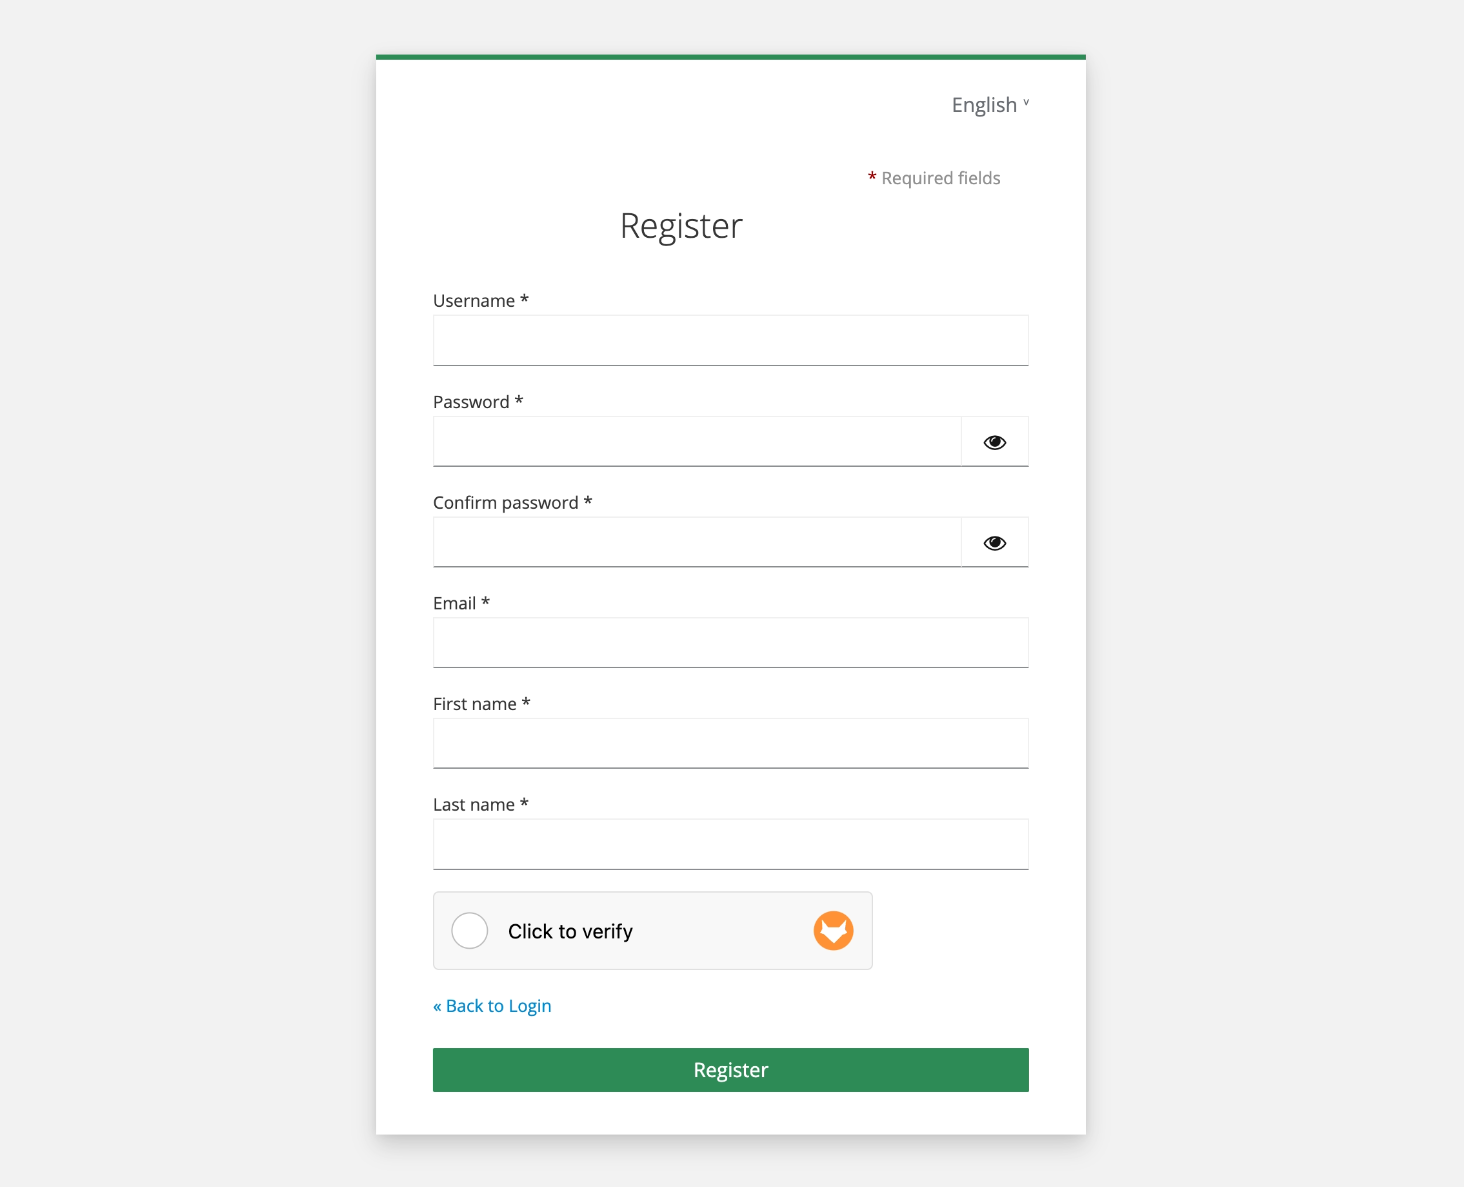 English ˅
* Required fields
Register
Username *
Password *
Confirm password *
Email *
First name *
Last name *
Click to verify
« Back to Login
Register